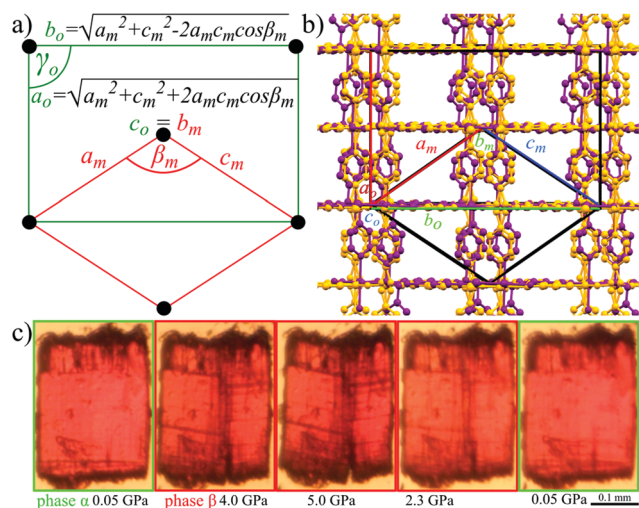 a)
b_o=√a_m²+c_m²-2a_mc_mcosβ_m
γ_o
a_o=√a_m²+c_m²+2a_mc_mcosβ_m
c_o = b_m
a_m
β_m
c_m
b)
a_m
b_m
c_m
a_o
c_o
b_o
c)
phase α 0.05 GPa
phase β 4.0 GPa
5.0 GPa
2.3 GPa
0.05 GPa
0.1 mm